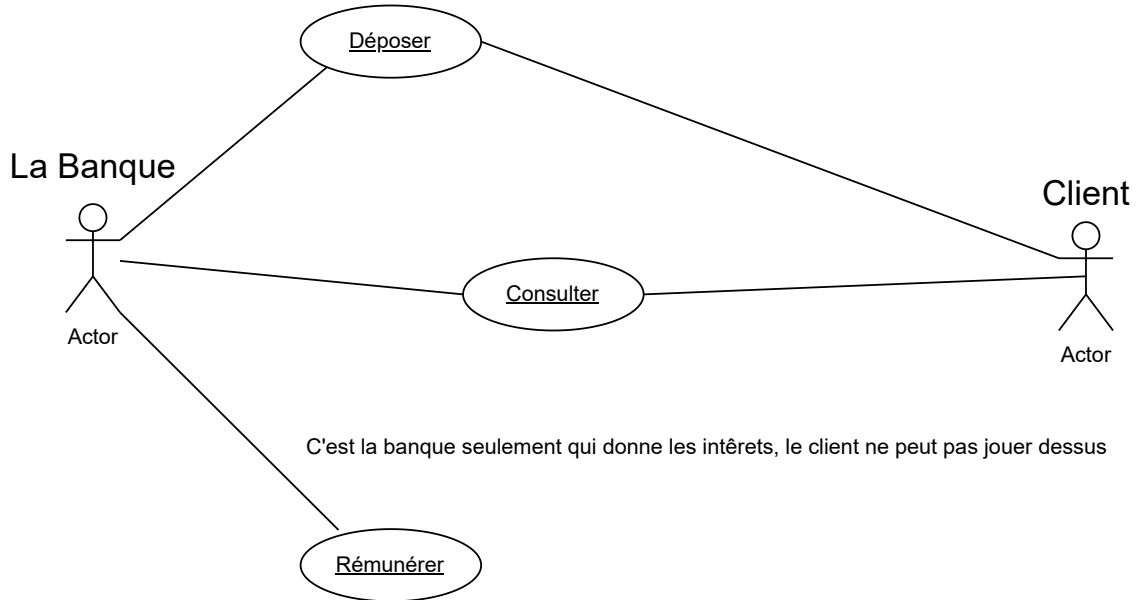 Déposer
La Banque
Client
Consulter
Actor
Actor
C'est la banque seulement qui donne les intêrets, le client ne peut pas jouer dessus
Rémunérer